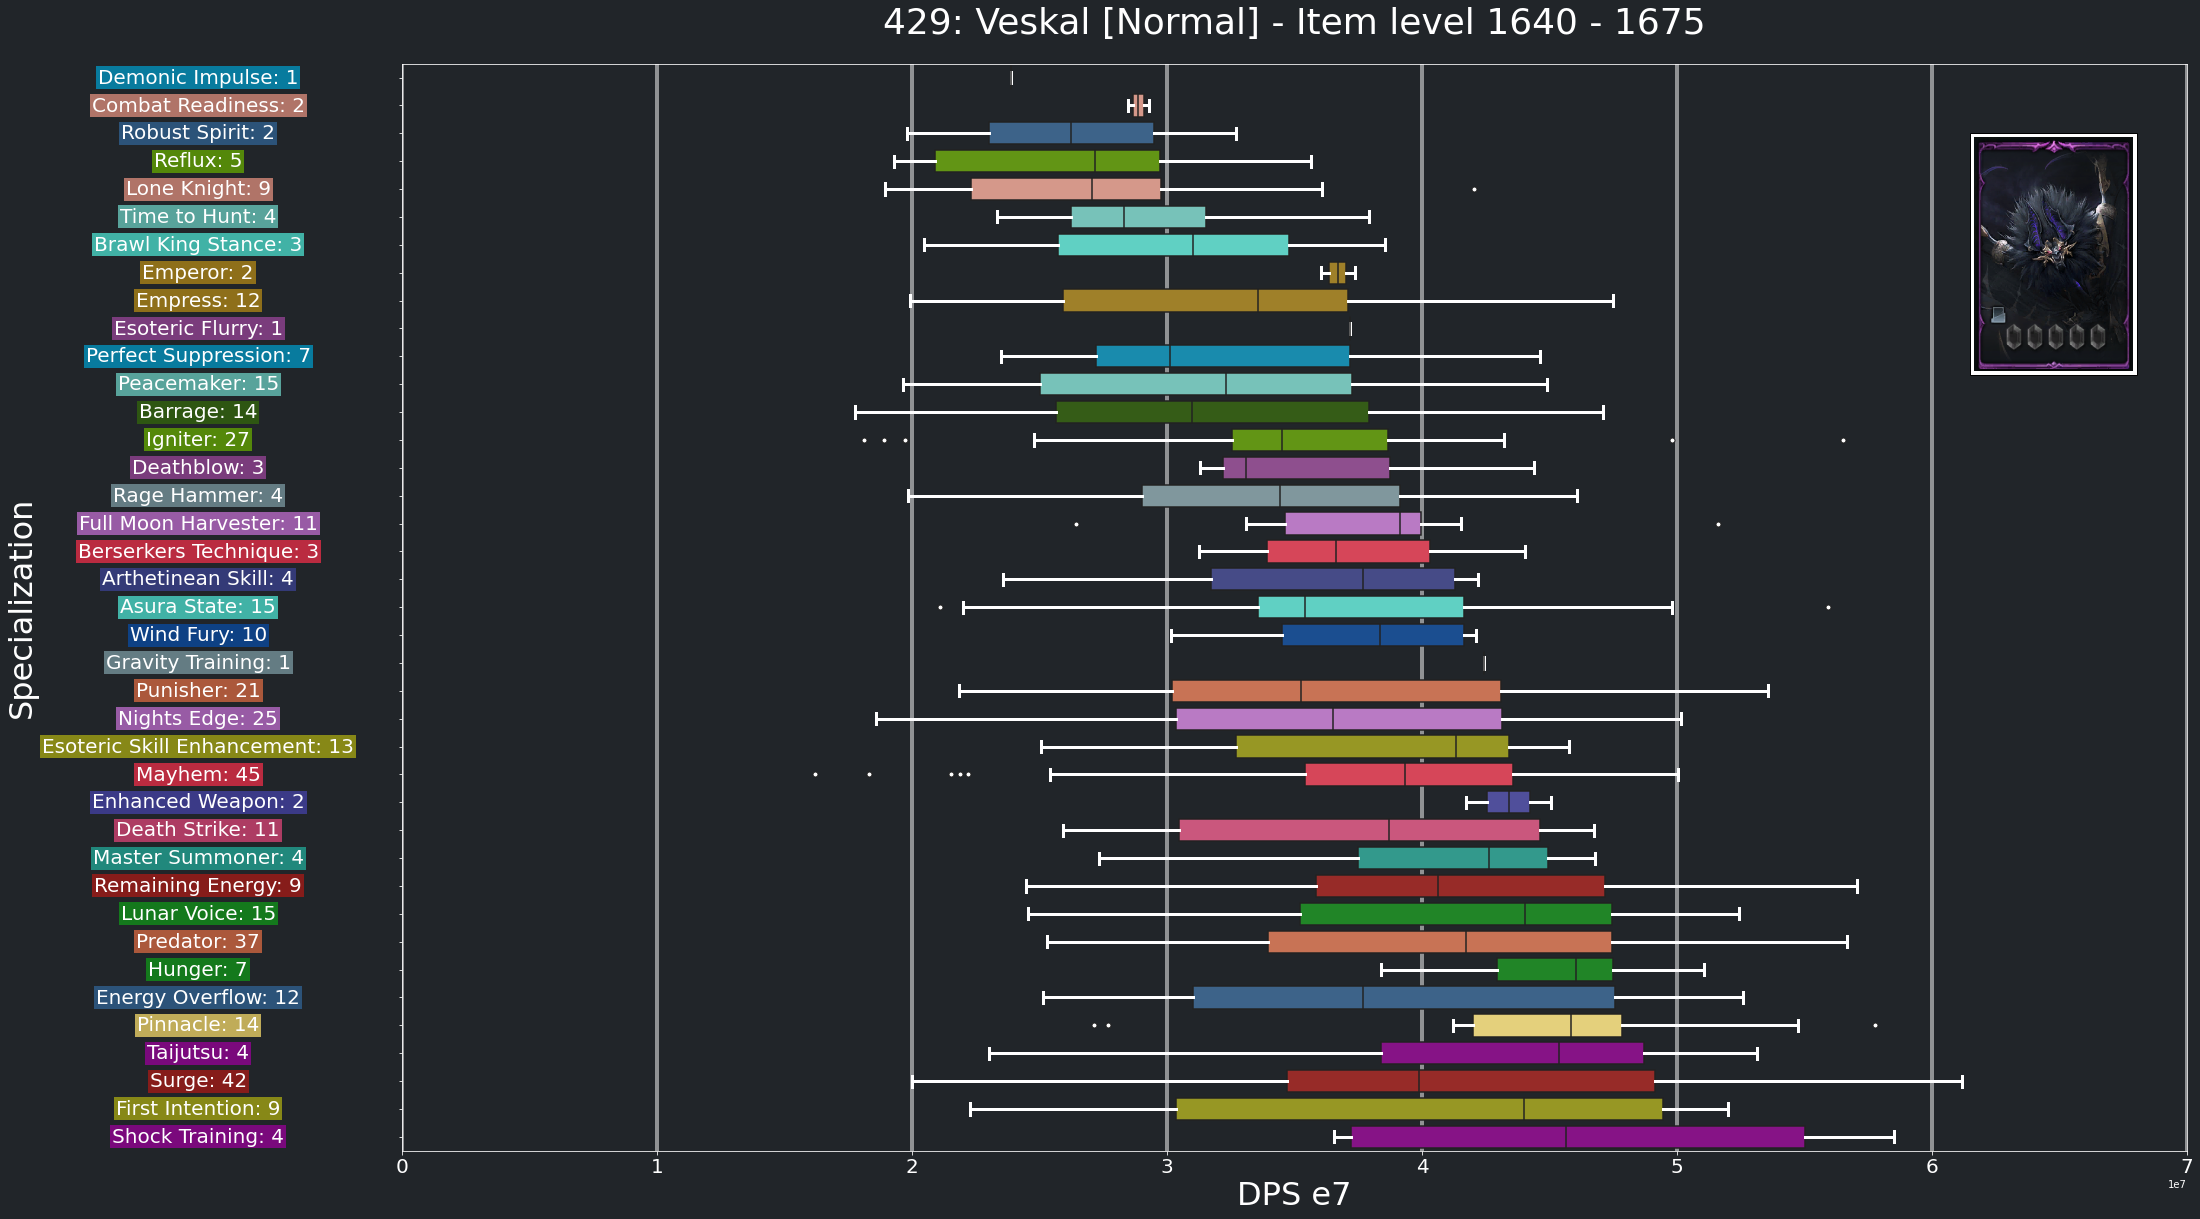 429: Veskal [Normal] - Item level 1640 - 1675
Specialization
Demonic Impulse: 1
Combat Readiness: 2
Robust Spirit: 2
Reflux: 5
Lone Knight: 9
Time to Hunt: 4
Brawl King Stance: 3
Emperor: 2
Empress: 12
Esoteric Flurry: 1
Perfect Suppression: 7
Peacemaker: 15
Barrage: 14
Igniter: 27
Deathblow: 3
Rage Hammer: 4
Full Moon Harvester: 11
Berserkers Technique: 3
Arthetinean Skill: 4
Asura State: 15
Wind Fury: 10
Gravity Training: 1
Punisher: 21
Nights Edge: 25
Esoteric Skill Enhancement: 13
Mayhem: 45
Enhanced Weapon: 2
Death Strike: 11
Master Summoner: 4
Remaining Energy: 9
Lunar Voice: 15
Predator: 37
Hunger: 7
Energy Overflow: 12
Pinnacle: 14
Taijutsu: 4
Surge: 42
First Intention: 9
Shock Training: 4
0 1 2 3 4 5 6 7
1e7
DPS e7